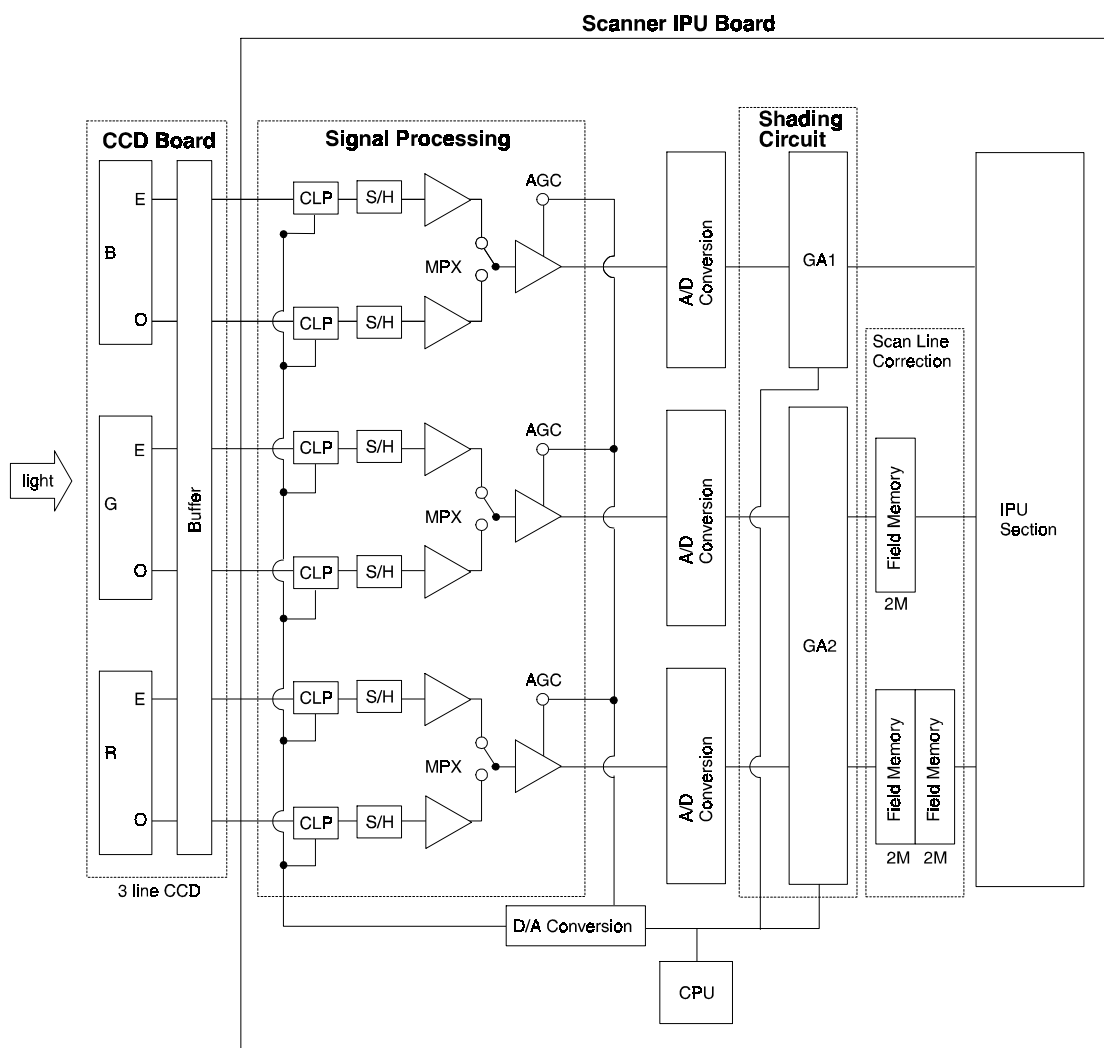 Scanner IPU Board
CCD Board
Signal Processing
Shading
Circuit
E
B
O
CLP
S/H
AGC
MPX
CLP
S/H
A/D
Conversion
GA1
Scan Line
Correction
light
E
G
O
Buffer
CLP
S/H
AGC
MPX
CLP
S/H
A/D
Conversion
Field Memory
2M
IPU
Section
GA2
E
R
O
CLP
S/H
AGC
MPX
CLP
S/H
A/D
Conversion
Field Memory
Field Memory
2M
2M
3 line CCD
D/A Conversion
CPU